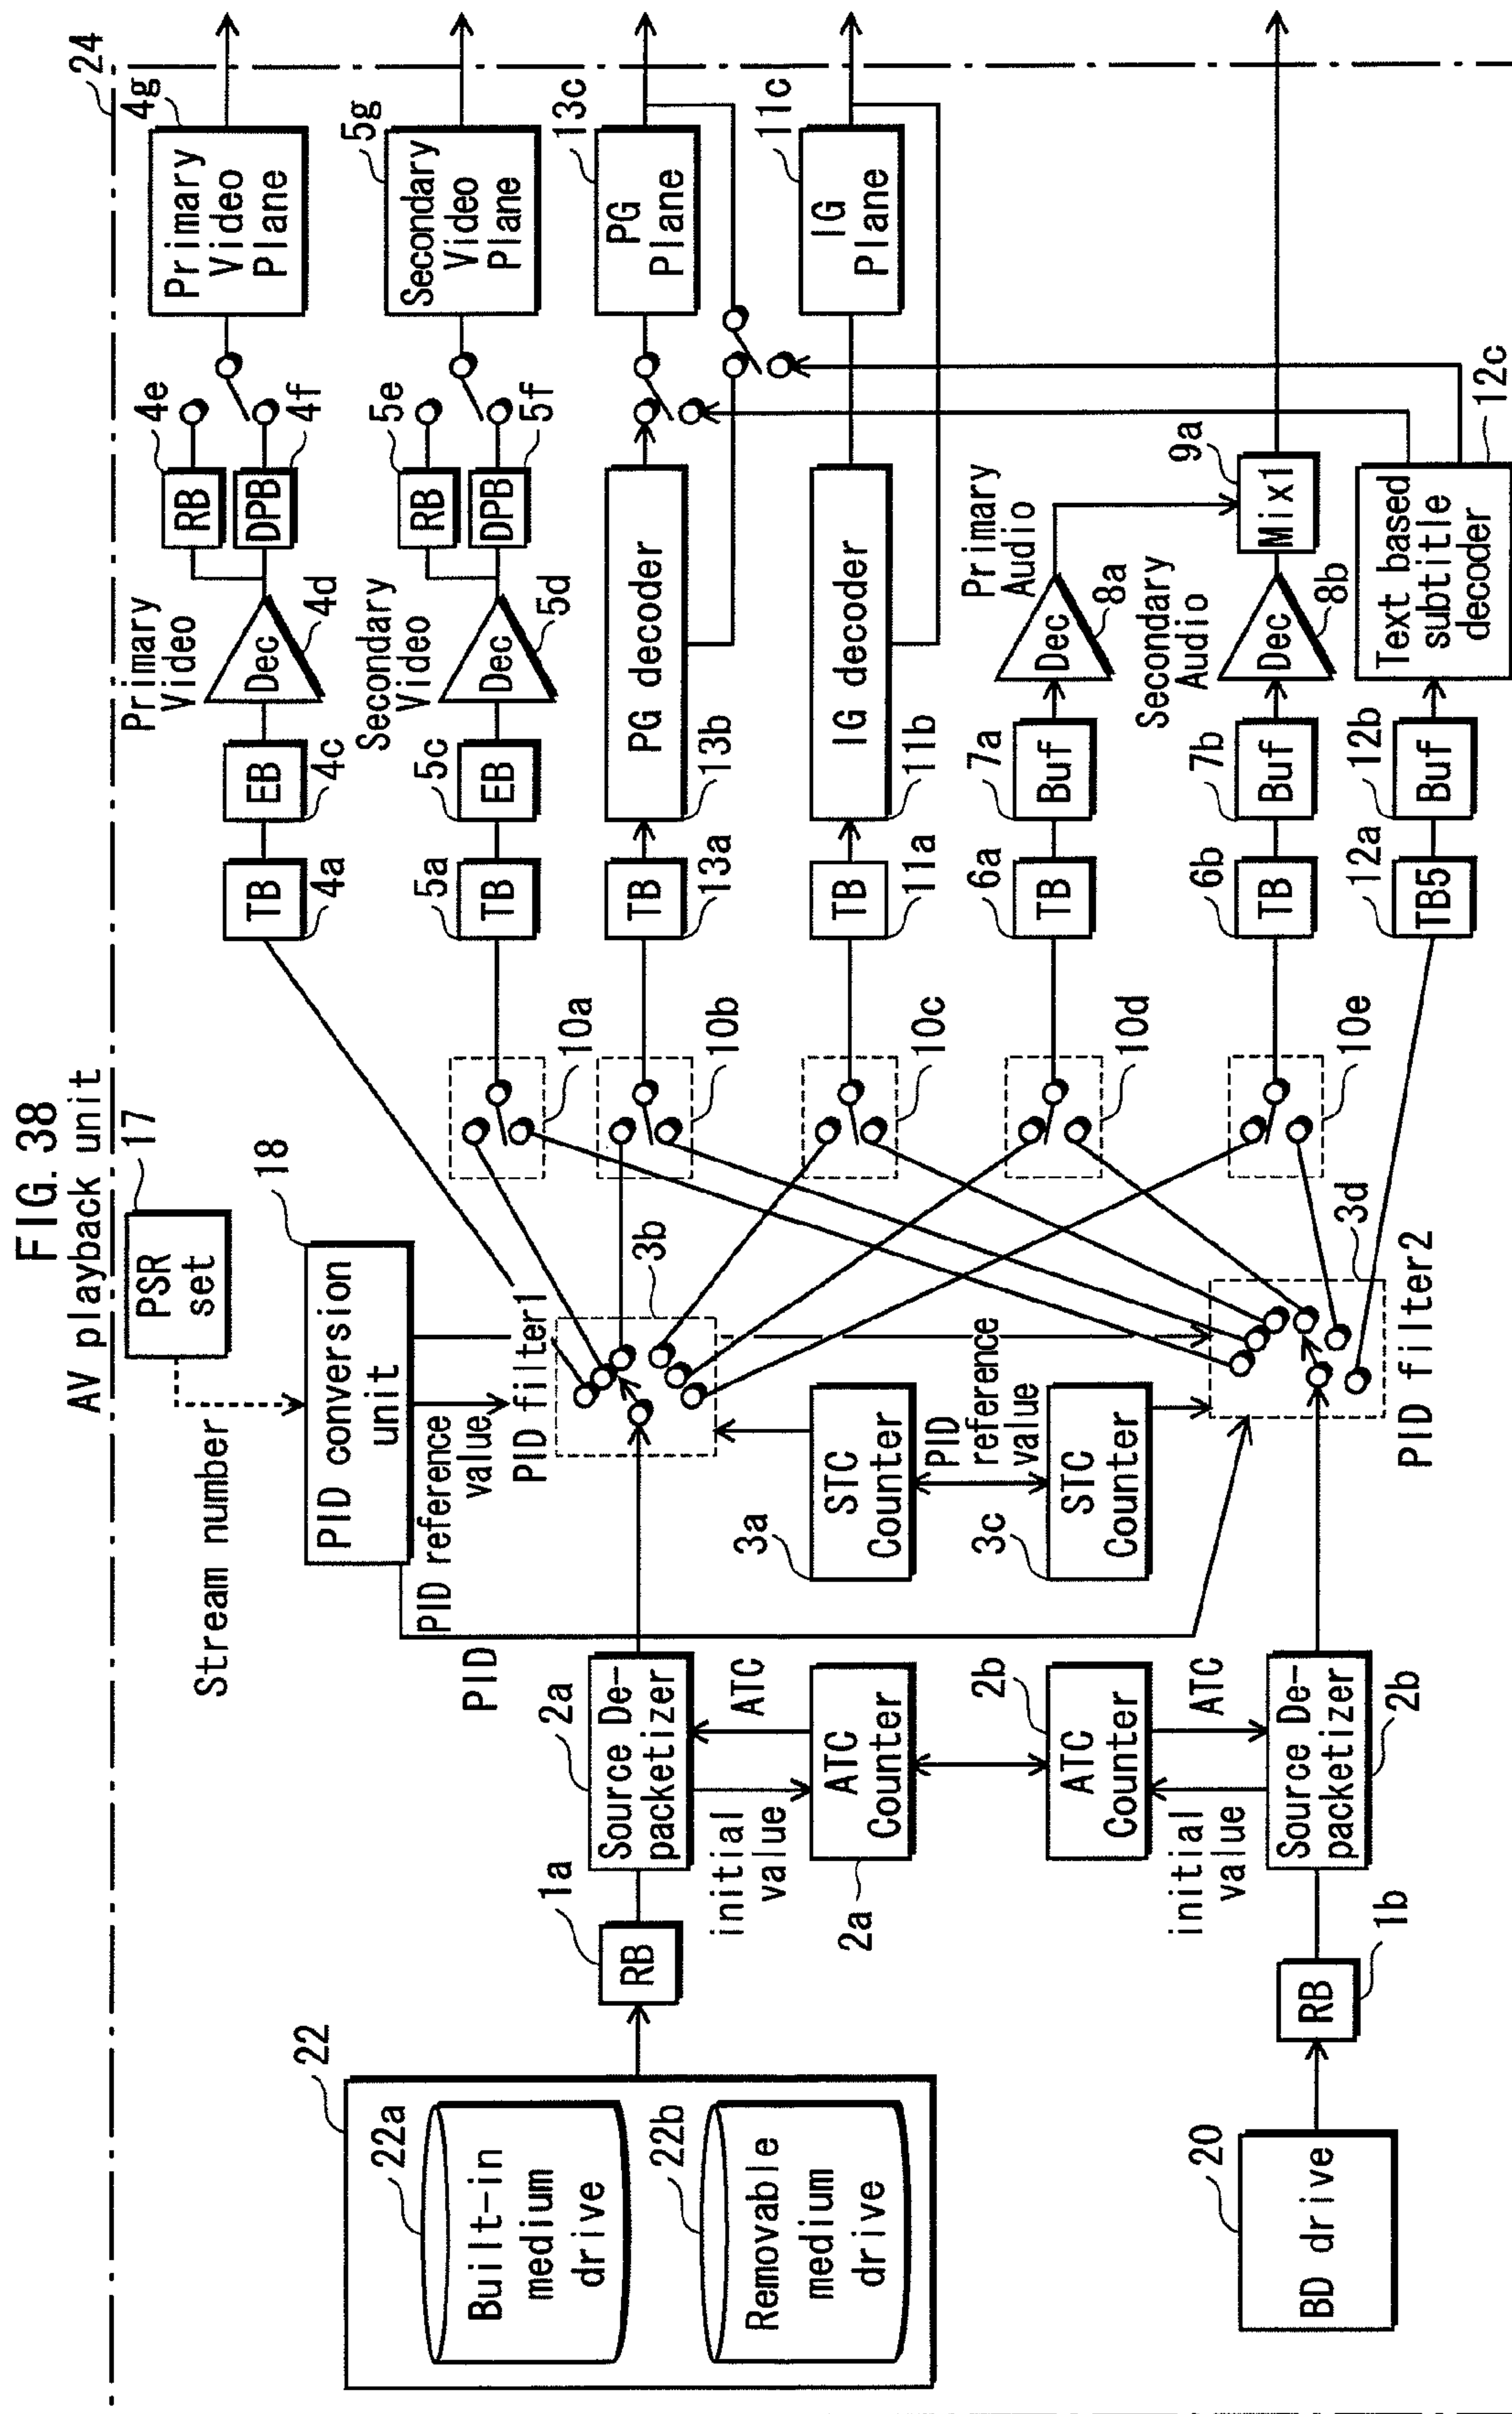 FIG. 38
AV playback unit
24
PSR
set
17
Stream number
18
PID conversion
unit
PID reference
value
PID
22
22a
Built-in
medium
drive
22b
Removable
medium
drive
20
BD drive
1a
RB
1b
RB
2a
Source De-
packetizer
initial
value
ATC
ATC
Counter
2a
2b
ATC
Counter
initial
value
ATC
Source De-
packetizer
2b
PID filter1
3b
3a
STC
Counter
PID
reference
value
3c
STC
Counter
3d
PID filter2
10a
10b
10c
10d
10e
TB
4a
EB
4c
Primary
Video
Dec
4d
4e
RB
DPB
4f
Primary
Video
Plane
4g
5a
TB
5c
EB
Secondary
Video
Dec
5d
5e
RB
DPB
5f
Secondary
Video
Plane
5g
TB
13a
PG decoder
13b
PG
Plane
13c
TB
11a
IG decoder
11b
IG
Plane
11c
6a
TB
7a
Buf
Primary
Audio
Dec
8a
6b
TB
7b
Buf
Secondary
Audio
Dec
8b
9a
Mix1
12a
TB5
12b
Buf
Text based
subtitle
decoder
12c